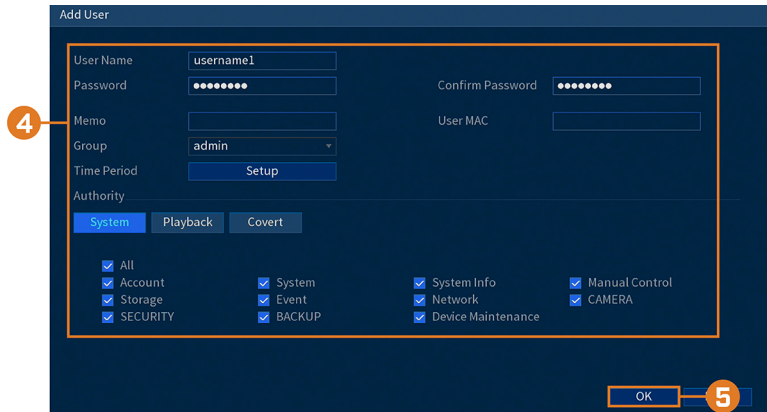 Add User
User Name username1
Password ●●●●●●●● Confirm Password ●●●●●●●●
4
Memo User MAC
Group admin
Time Period Setup
Authority
System Playback Covert
All
Account System System Info Manual Control
Storage Event Network CAMERA
SECURITY BACKUP Device Maintenance
OK 5